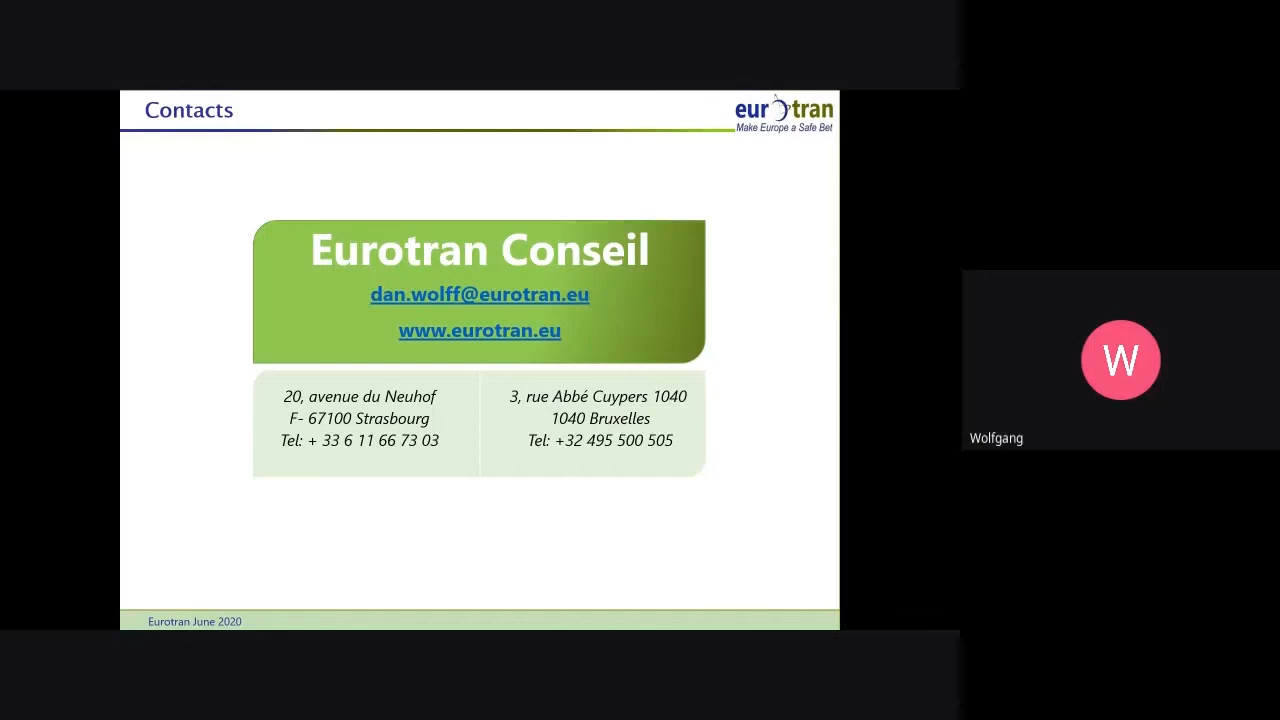 Contacts
eurotran
Make Europe a Safe Bet
Eurotran Conseil
dan.wolff@eurotran.eu
www.eurotran.eu
20, avenue du Neuhof
F- 67100 Strasbourg
Tel: + 33 6 11 66 73 03
3, rue Abbé Cuypers 1040
1040 Bruxelles
Tel: +32 495 500 505
Eurotran June 2020
W
Wolfgang